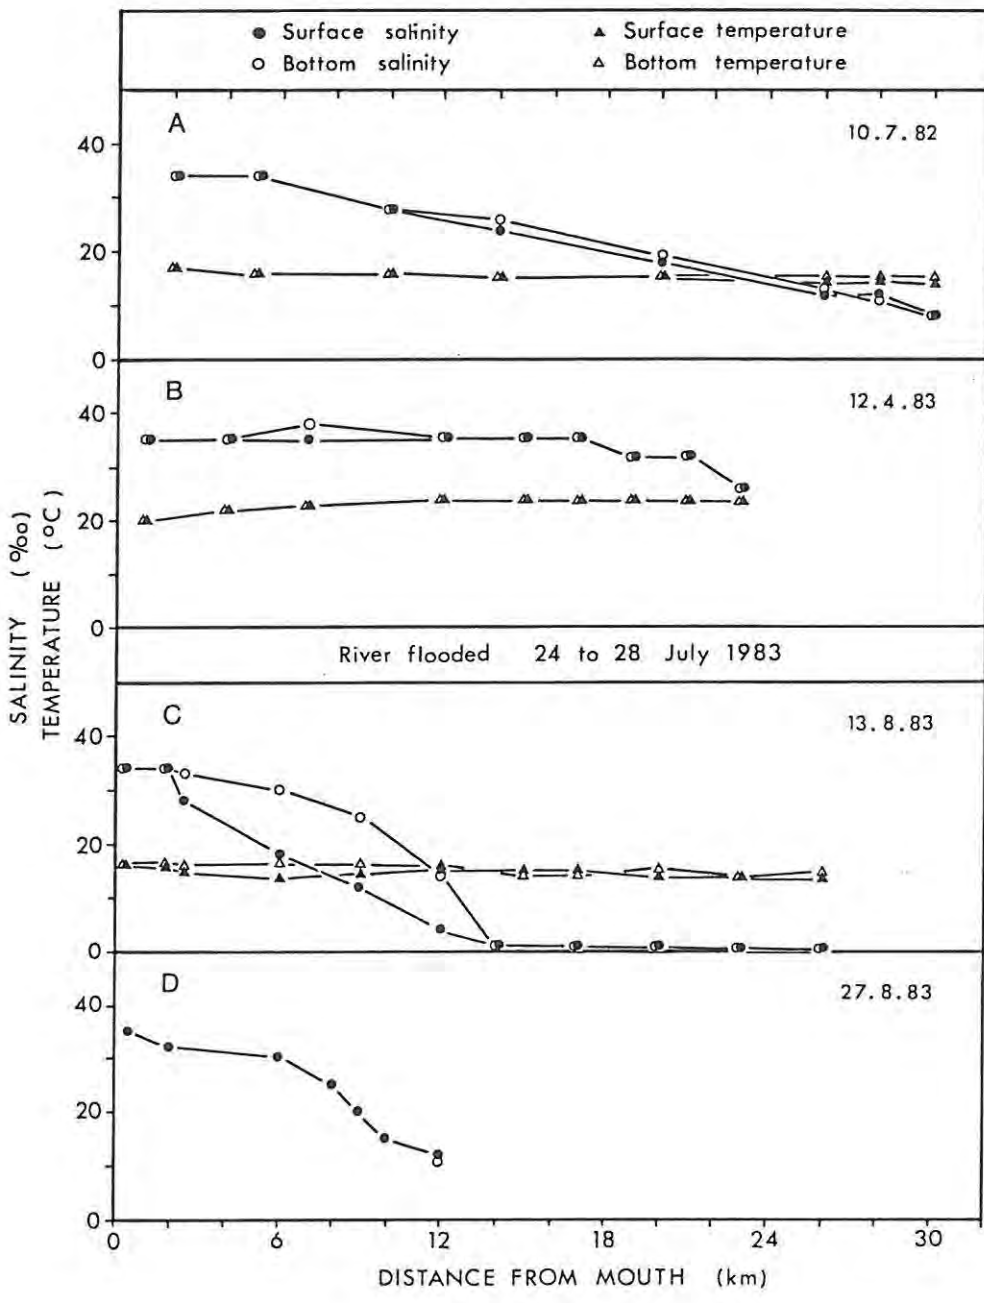 ● Surface salinity ▲ Surface temperature
○ Bottom salinity △ Bottom temperature
A 10.7.82
40
20
0
B 12.4.83
40
20
0
River flooded 24 to 28 July 1983
C 13.8.83
40
20
0
D 27.8.83
40
20
0
0 6 12 18 24 30
SALINITY (‰)
TEMPERATURE (°C)
DISTANCE FROM MOUTH (km)